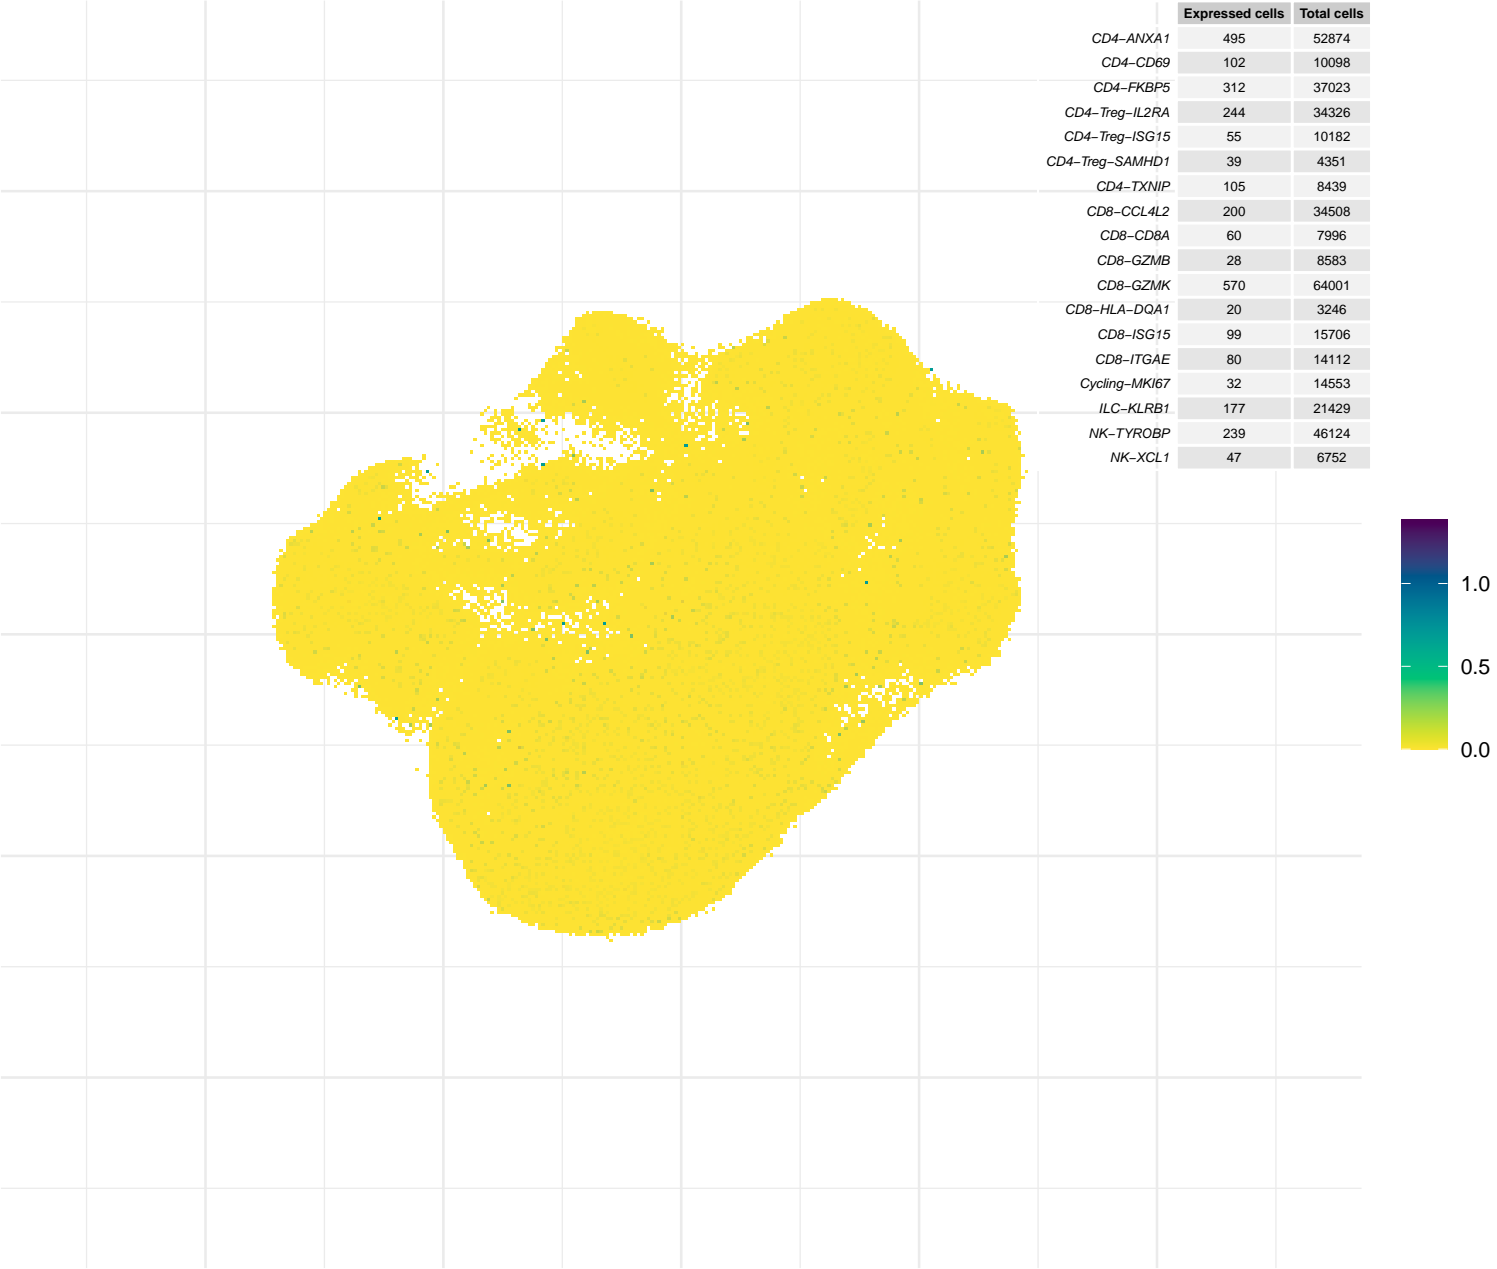 Expressed cells Total cells
CD4−ANXA1 495 52874
CD4−CD69 102 10098
CD4−FKBP5 312 37023
CD4−Treg−IL2RA 244 34326
CD4−Treg−ISG15 55 10182
CD4−Treg−SAMHD1 39 4351
CD4−TXNIP 105 8439
CD8−CCL4L2 200 34508
CD8−CD8A 60 7996
CD8−GZMB 28 8583
CD8−GZMK 570 64001
CD8−HLA−DQA1 20 3246
CD8−ISG15 99 15706
CD8−ITGAE 80 14112
Cycling−MKI67 32 14553
ILC−KLRB1 177 21429
NK−TYROBP 239 46124
NK−XCL1 47 6752
1.0
0.5
0.0